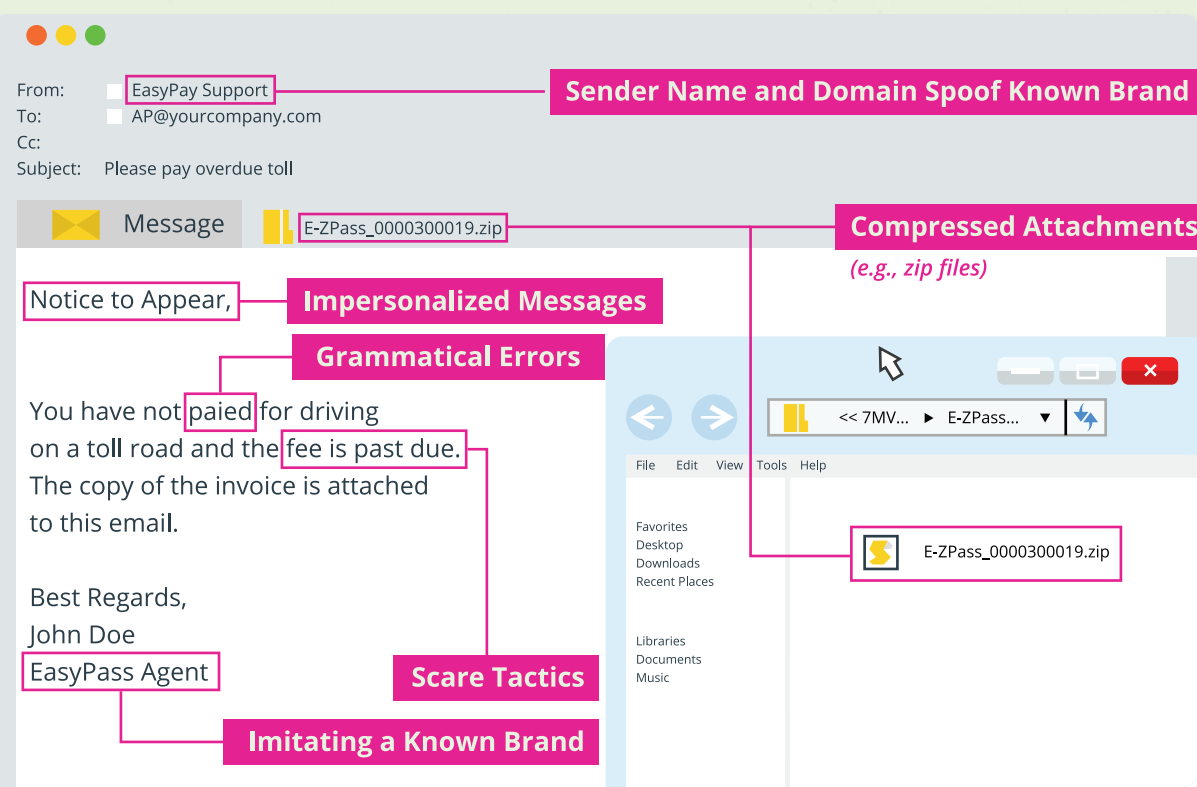 From: EasyPay Support
Sender Name and Domain Spoof Known Brand
To: AP@yourcompany.com
Cc:
Subject: Please pay overdue toll
Message
E-ZPass_0000300019.zip
Compressed Attachments
(e.g., zip files)
Notice to Appear,
Impersonalized Messages
Grammatical Errors
You have not paied for driving
on a toll road and the fee is past due.
The copy of the invoice is attached
to this email.
Best Regards,
John Doe
EasyPass Agent
Scare Tactics
Imitating a Known Brand
<< 7MV... ► E-ZPass... ▼
File Edit View Tools Help
Favorites
Desktop
Downloads
Recent Places
Libraries
Documents
Music
E-ZPass_0000300019.zip